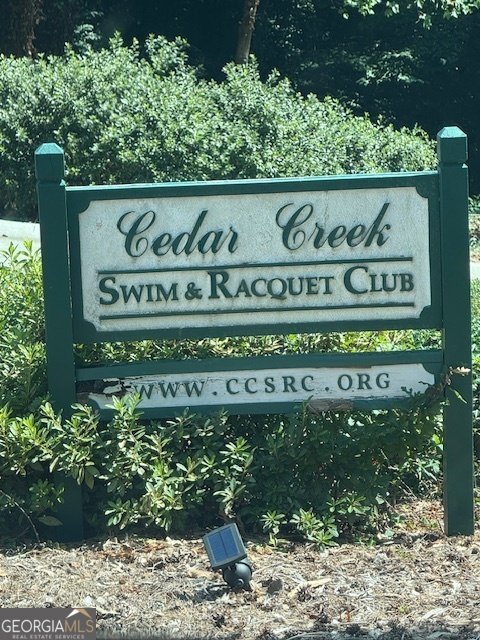 Cedar Creek
SWIM & RACQUET CLUB
WWW.CCSRC.ORG
GEORGIAMLS
REAL ESTATE SERVICES